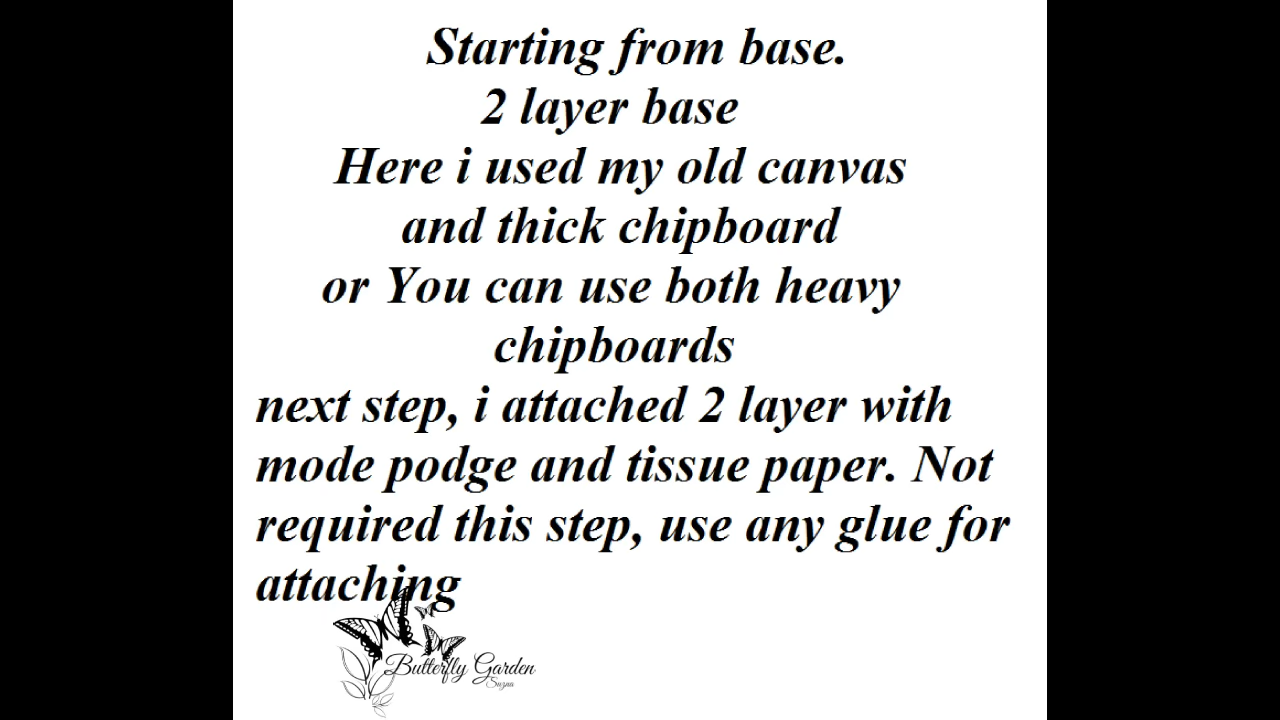 Starting from base.
2 layer base
Here i used my old canvas
and thick chipboard
or You can use both heavy
chipboards
next step, i attached 2 layer with
mode podge and tissue paper. Not
required this step, use any glue for
attaching
Butterfly Garden
Suzna